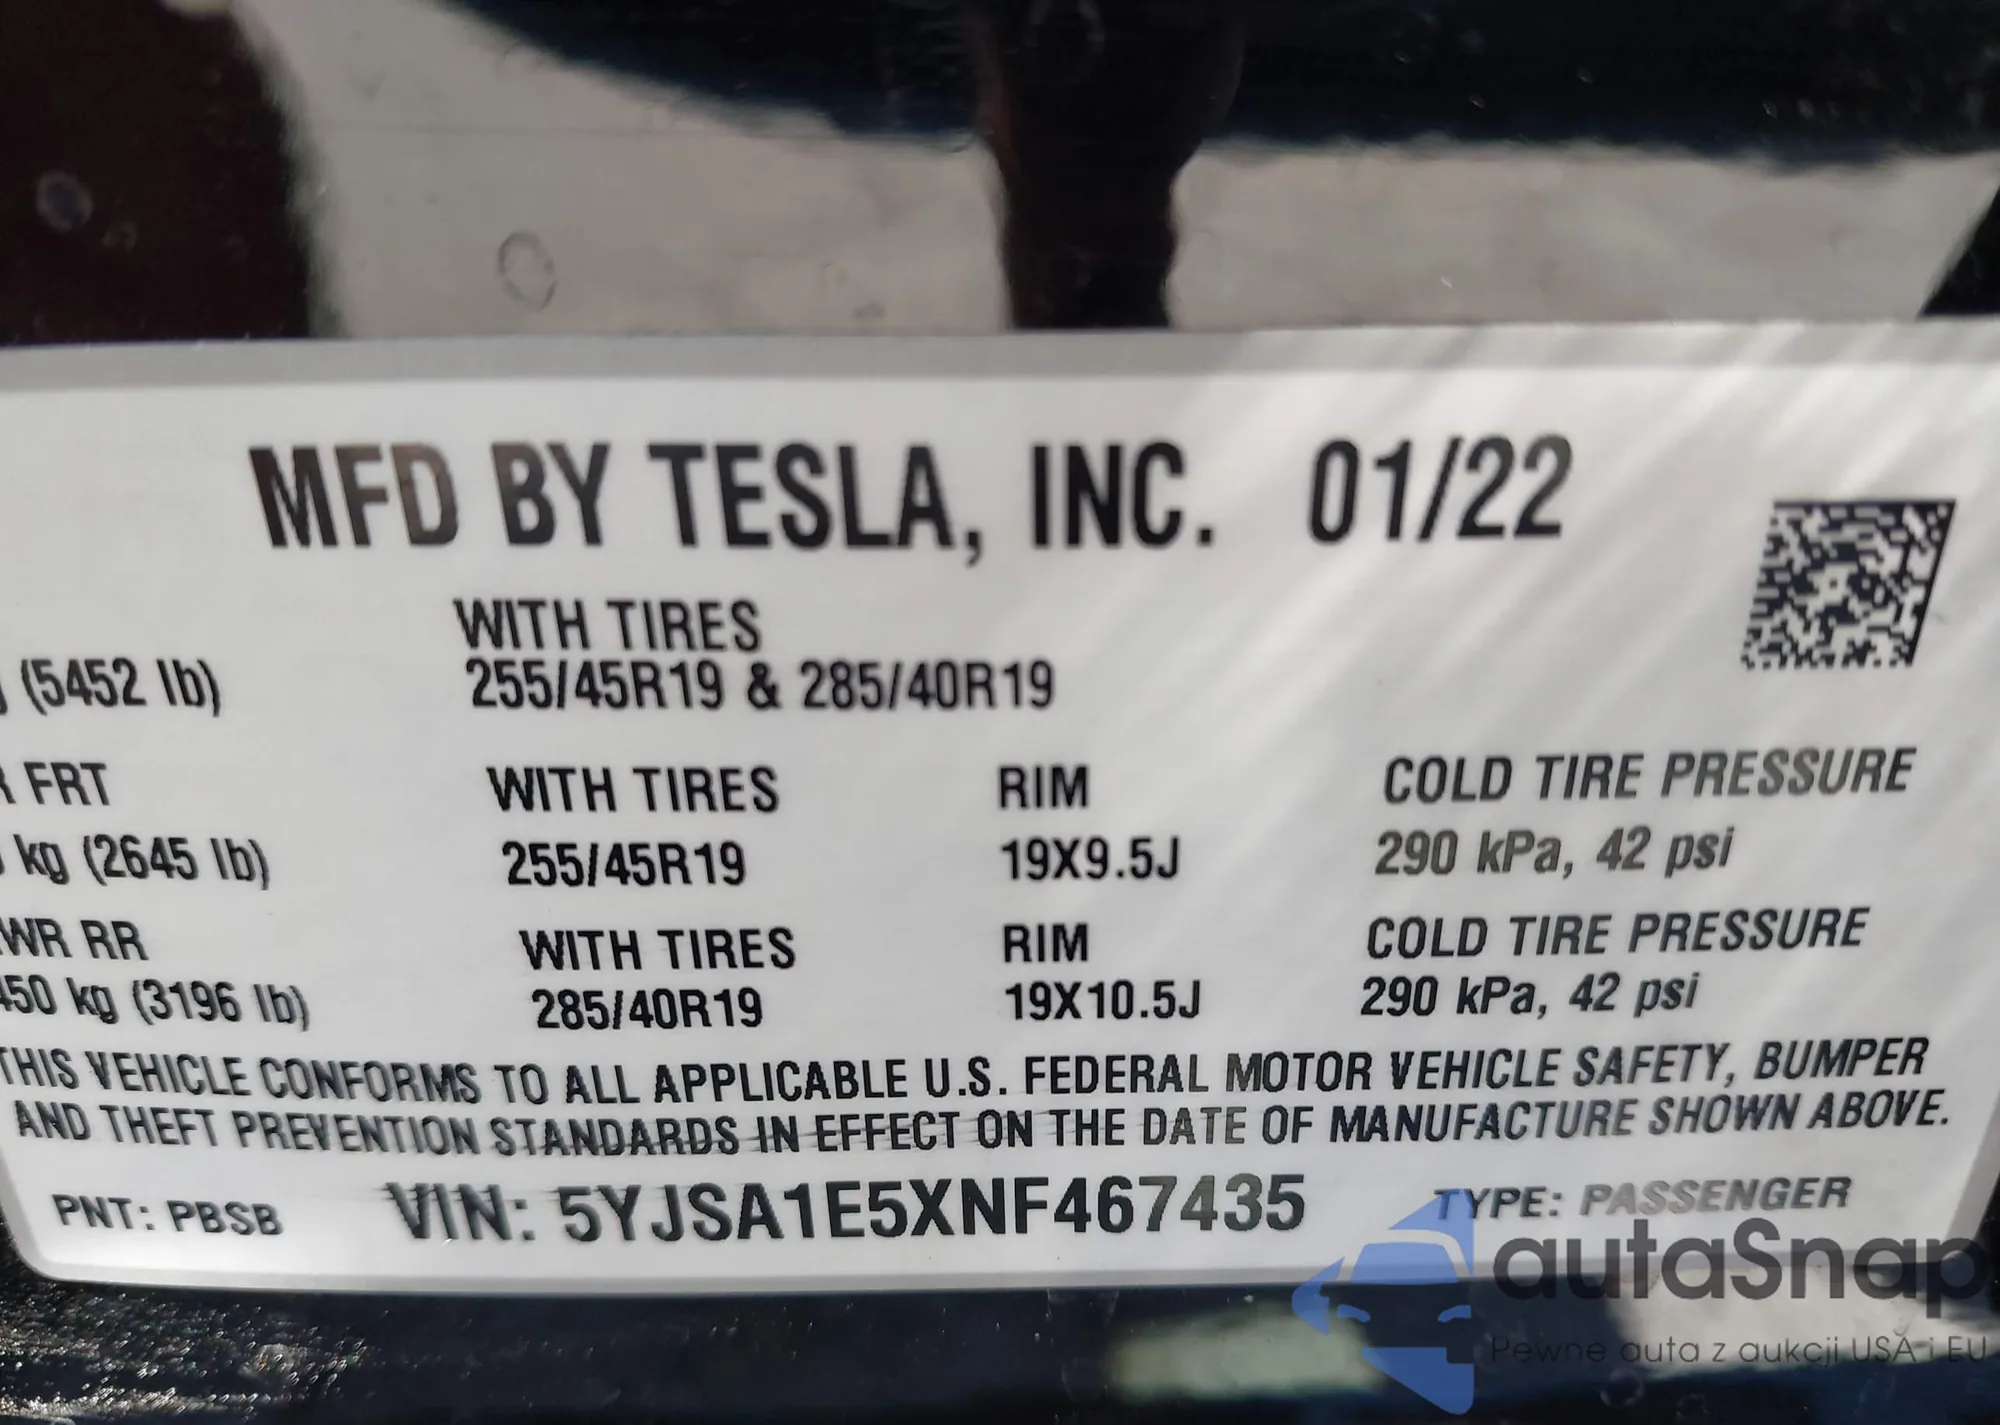 MFD BY TESLA, INC. 01/22
WITH TIRES
(5452 lb) 255/45R19 & 285/40R19
FRT WITH TIRES RIM COLD TIRE PRESSURE
kg (2645 lb) 255/45R19 19X9.5J 290 kPa, 42 psi
WR RR WITH TIRES RIM COLD TIRE PRESSURE
450 kg (3196 lb) 285/40R19 19X10.5J 290 kPa, 42 psi
THIS VEHICLE CONFORMS TO ALL APPLICABLE U.S. FEDERAL MOTOR VEHICLE SAFETY, BUMPER
AND THEFT PREVENTION STANDARDS IN EFFECT ON THE DATE OF MANUFACTURE SHOWN ABOVE.
PNT: PBSB VIN: 5YJSA1E5XNF467435 TYPE: PASSENGER
autaSnap
Pewne auta z aukcji USA i EU